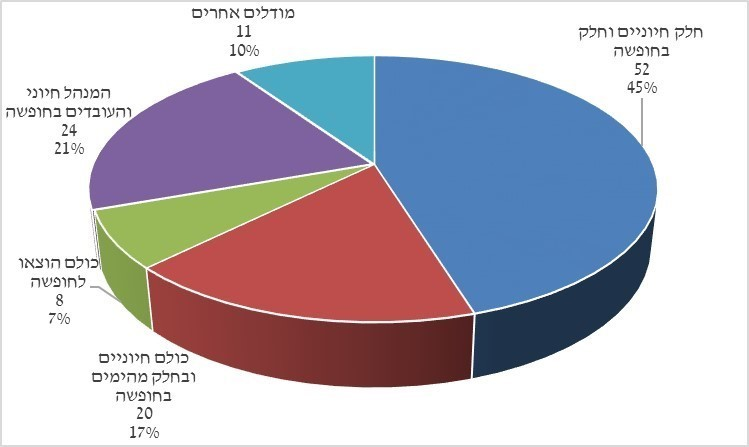 מודלים אחרים
11
10%
חלק חיוניים וחלק
בחופשה
52
45%
המנהל חיוני
והעובדים בחופשה
24
21%
כולם הוצאו
לחופשה
8
7%
כולם חיוניים
ובחלק מהימים
בחופשה
20
17%